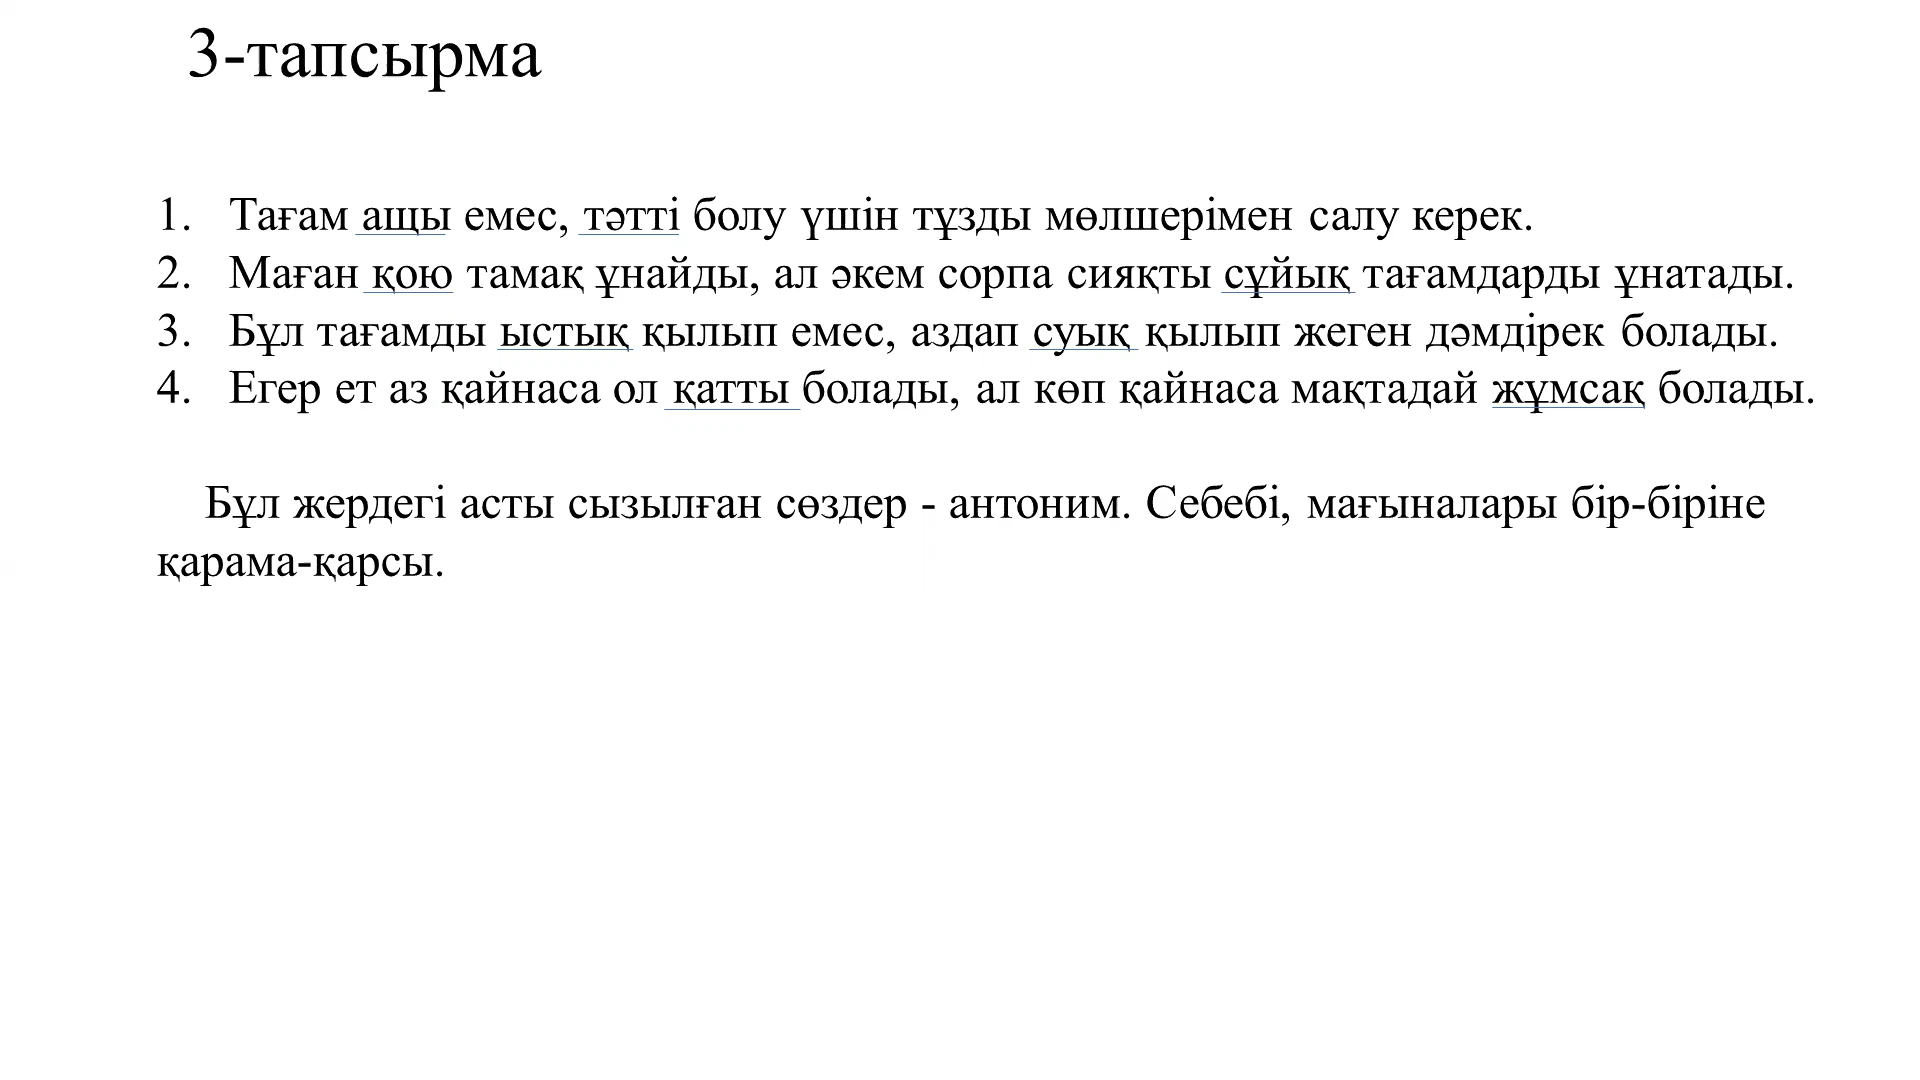 3-тапсырма
1. Тағам ащы емес, тәтті болу үшін тұзды мөлшерімен салу керек.
2. Маған қою тамақ ұнайды, ал әкем сорпа сияқты сұйық тағамдарды ұнатады.
3. Бұл тағамды ыстық қылып емес, аздап суық қылып жеген дәмдірек болады.
4. Егер ет аз қайнаса ол қатты болады, ал көп қайнаса мақтадай жұмсақ болады.
Бұл жердегі асты сызылған сөздер - антоним. Себебі, мағыналары бір-біріне
қарама-қарсы.